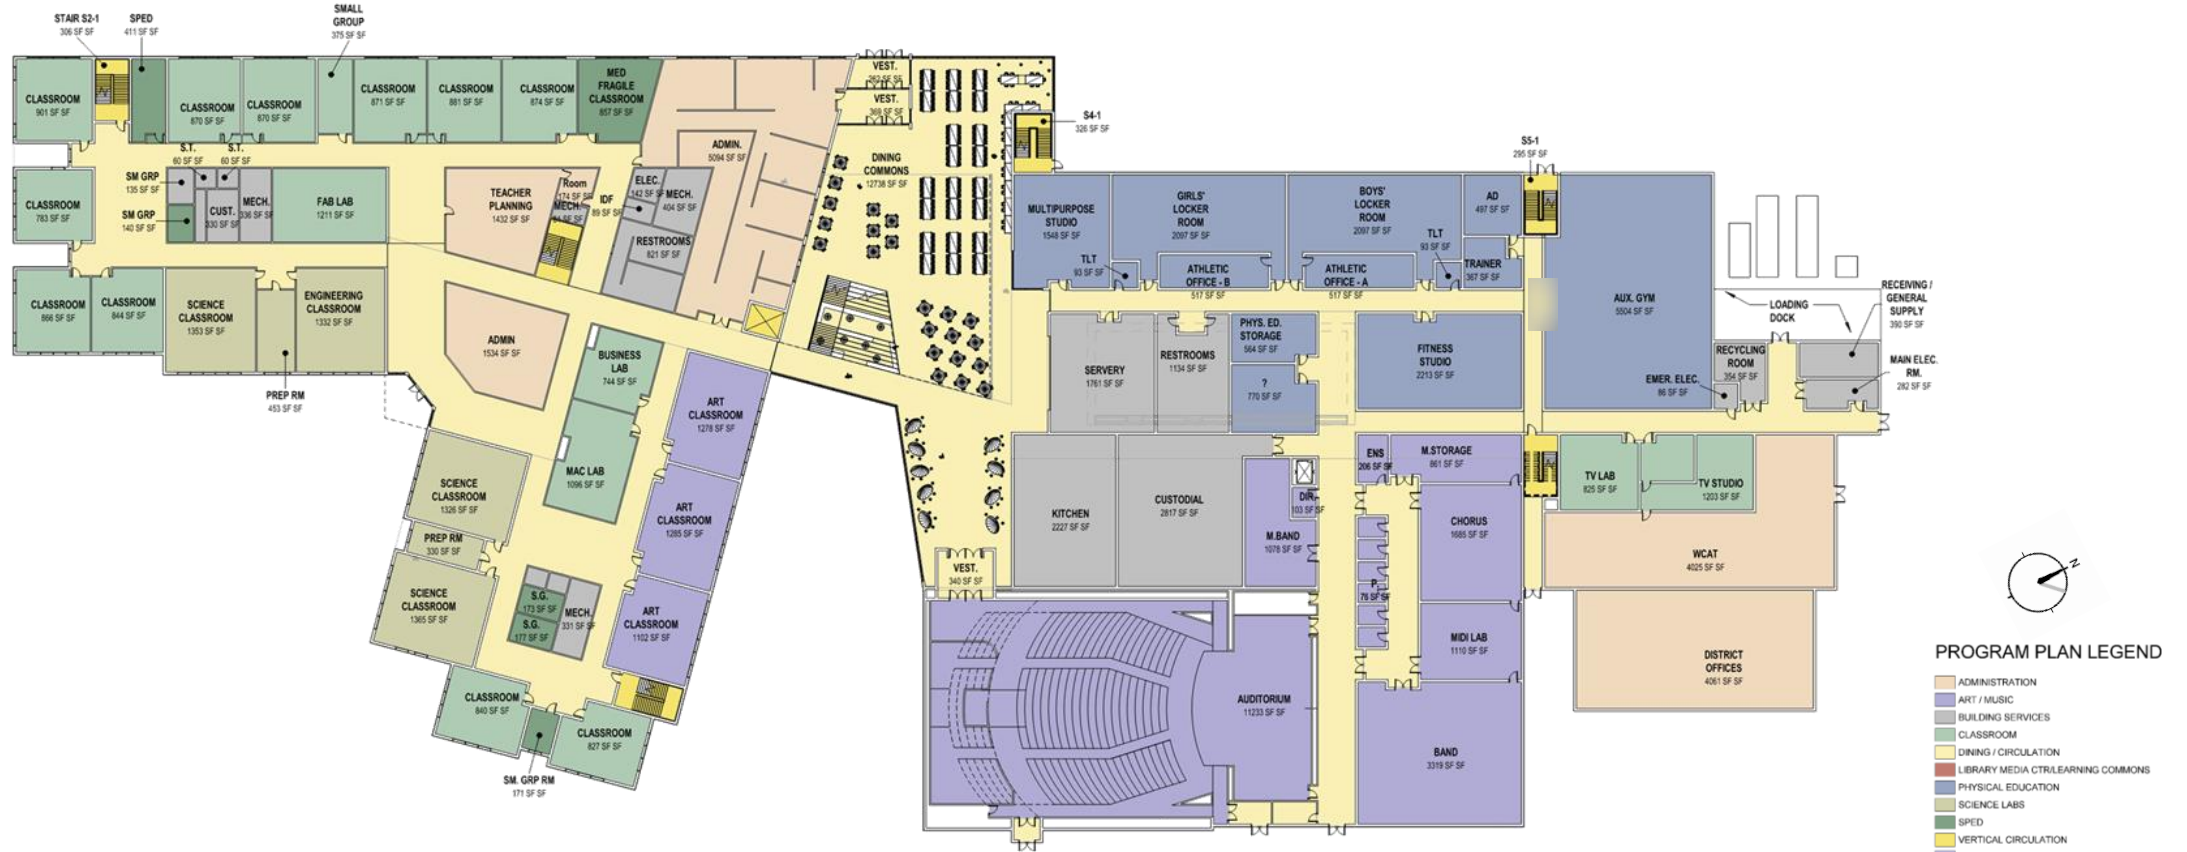 STAIR S2-1
306 SF SF
SPED
411 SF SF
SMALL
GROUP
375 SF SF
CLASSROOM
901 SF SF
CLASSROOM
870 SF SF
CLASSROOM
870 SF SF
CLASSROOM
871 SF SF
CLASSROOM
881 SF SF
CLASSROOM
874 SF SF
MED
FRAGILE
CLASSROOM
857 SF SF
ADMIN.
5094 SF SF
VEST.
VEST.
369 SF SF
DINING
COMMONS
12738 SF SF
S4-1
326 SF SF
S.T.
60 SF SF
S.T.
60 SF SF
SM GRP
135 SF SF
SM GRP
140 SF SF
CUST.
330 SF SF
MECH.
336 SF SF
FAB LAB
1211 SF SF
CLASSROOM
783 SF SF
TEACHER
PLANNING
1432 SF SF
Room
174 SF SF
MECH.
IDF
89 SF SF
ELEC.
142 SF SF
MECH.
404 SF SF
RESTROOMS
821 SF SF
CLASSROOM
866 SF SF
CLASSROOM
844 SF SF
SCIENCE
CLASSROOM
1353 SF SF
ENGINEERING
CLASSROOM
1332 SF SF
PREP RM
453 SF SF
ADMIN
1534 SF SF
BUSINESS
LAB
744 SF SF
MAC LAB
1096 SF SF
ART
CLASSROOM
1278 SF SF
ART
CLASSROOM
1285 SF SF
ART
CLASSROOM
1102 SF SF
SCIENCE
CLASSROOM
1326 SF SF
PREP RM
330 SF SF
SCIENCE
CLASSROOM
1365 SF SF
S.G.
173 SF SF
S.G.
177 SF SF
MECH.
331 SF SF
CLASSROOM
840 SF SF
CLASSROOM
827 SF SF
SM. GRP RM
171 SF SF
MULTIPURPOSE
STUDIO
1548 SF SF
GIRLS'
LOCKER
ROOM
2097 SF SF
BOYS'
LOCKER
ROOM
2097 SF SF
AD
497 SF SF
S5-1
295 SF SF
TLT
93 SF SF
TLT
93 SF SF
ATHLETIC
OFFICE - B
517 SF SF
ATHLETIC
OFFICE - A
517 SF SF
TRAINER
367 SF SF
AUX. GYM
5504 SF SF
LOADING
DOCK
RECEIVING /
GENERAL
SUPPLY
390 SF SF
RECYCLING
ROOM
354 SF SF
MAIN ELEC.
RM.
282 SF SF
EMER. ELEC.
86 SF SF
SERVERY
1761 SF SF
RESTROOMS
1134 SF SF
PHYS. ED.
STORAGE
564 SF SF
?
770 SF SF
FITNESS
STUDIO
2213 SF SF
KITCHEN
2227 SF SF
CUSTODIAL
2817 SF SF
M.BAND
1078 SF SF
DIR.
103 SF SF
ENS
206 SF SF
M.STORAGE
861 SF SF
CHORUS
1685 SF SF
P.
76 SF SF
MIDI LAB
1110 SF SF
BAND
3319 SF SF
VEST.
340 SF SF
AUDITORIUM
11233 SF SF
TV LAB
825 SF SF
TV STUDIO
1203 SF SF
WCAT
4025 SF SF
DISTRICT
OFFICES
4061 SF SF
N
PROGRAM PLAN LEGEND
ADMINISTRATION
ART / MUSIC
BUILDING SERVICES
CLASSROOM
DINING / CIRCULATION
LIBRARY MEDIA CTR/LEARNING COMMONS
PHYSICAL EDUCATION
SCIENCE LABS
SPED
VERTICAL CIRCULATION